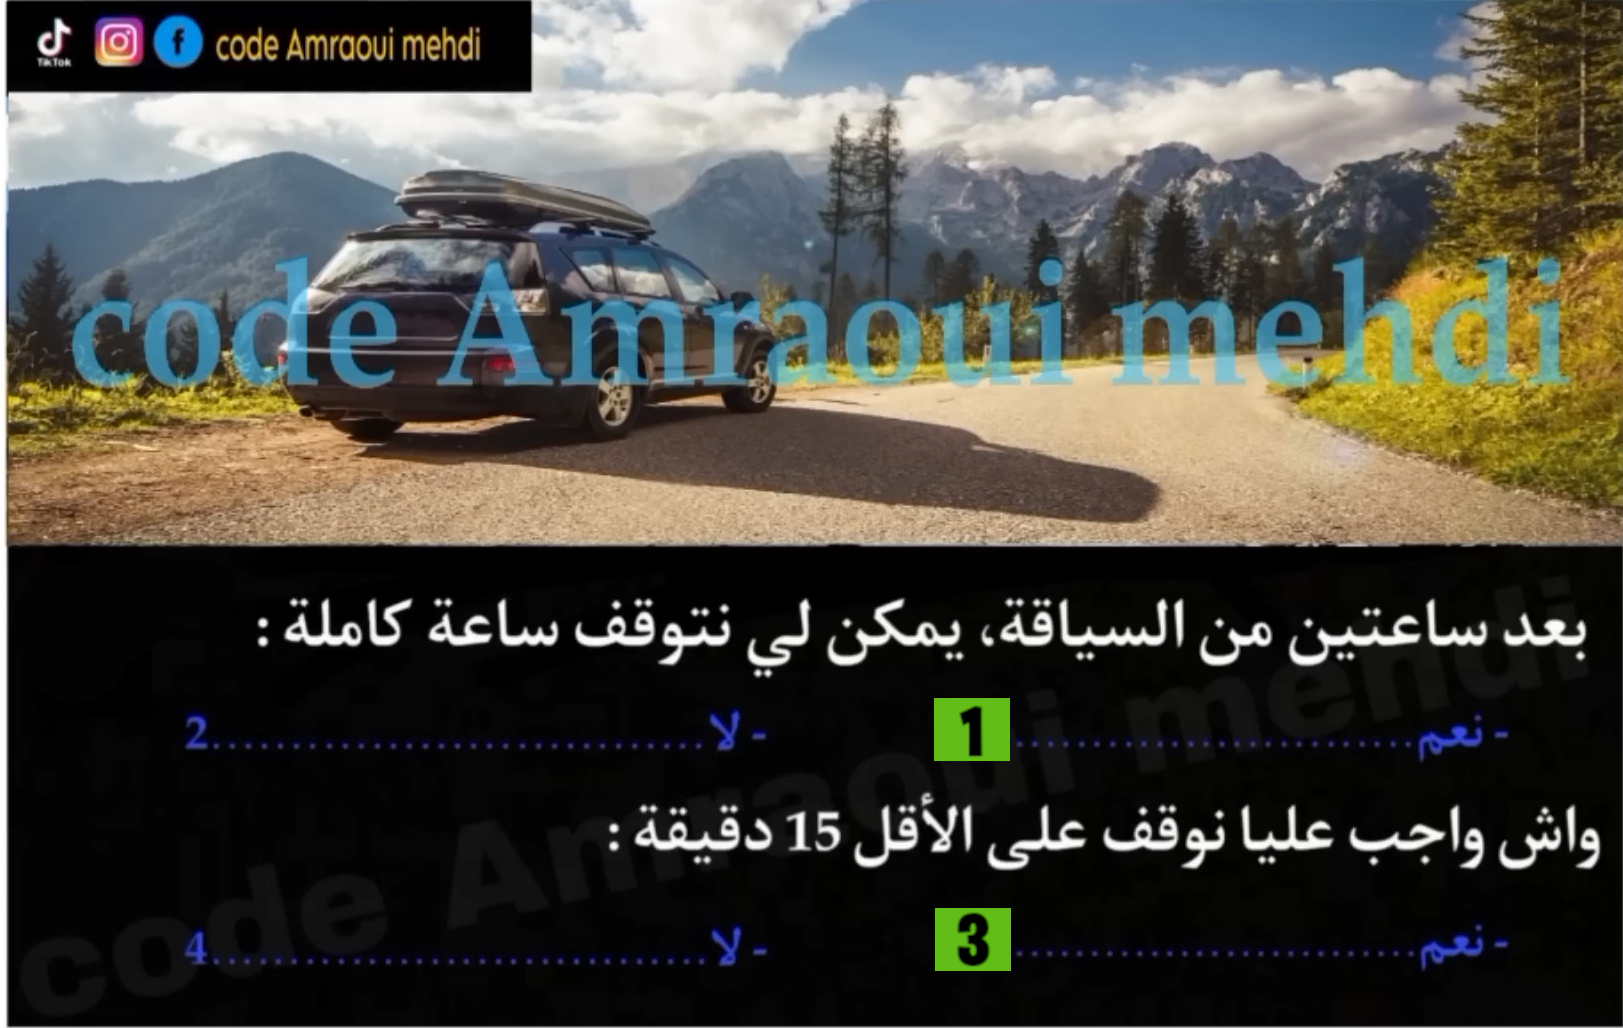 TikTok
code Amraoui mehdi
code Amraoui mehdi
بعد ساعتين من السياقة، يمكن لي نتوقف ساعة كاملة :
- نعم........................................ 1 - لا........................................2
واش واجب عليا نوقف على الأقل 15 دقيقة :
- نعم........................................ 3 - لا........................................4
code Amraoui mehdi